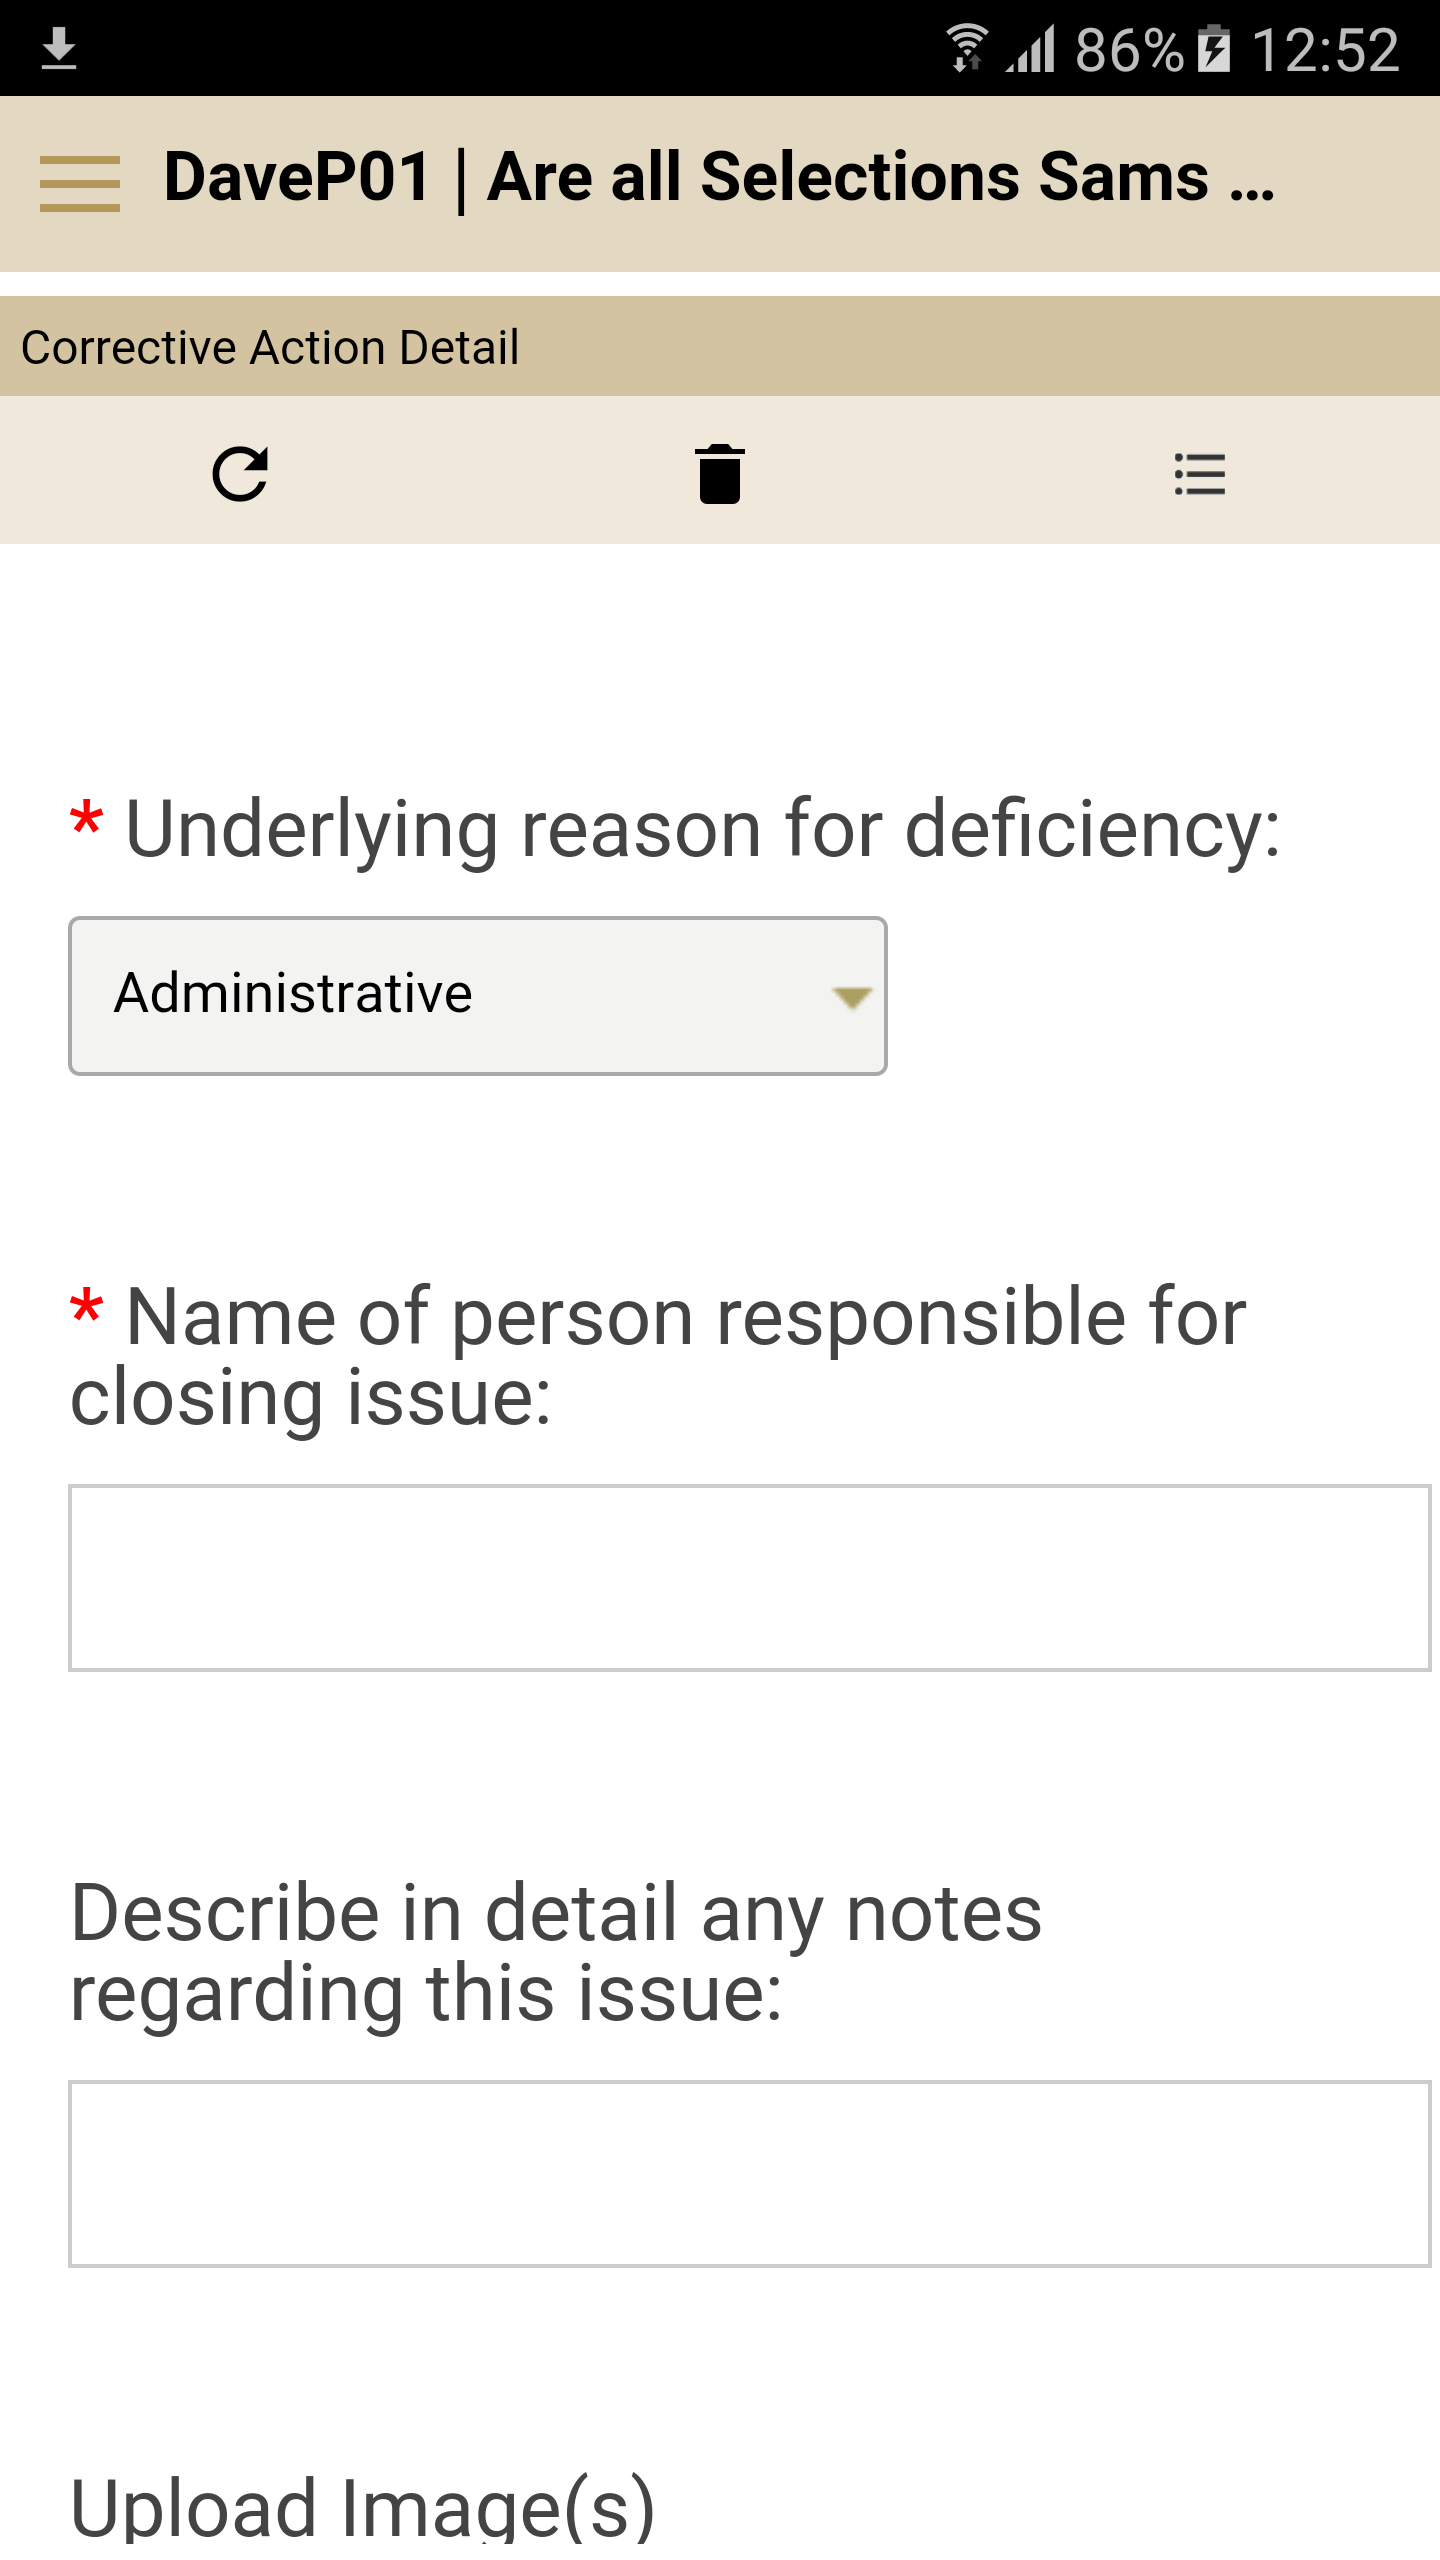 86% 12:52
DaveP01 | Are all Selections Sams ...
Corrective Action Detail
* Underlying reason for deficiency:
Administrative
* Name of person responsible for
closing issue:
Describe in detail any notes
regarding this issue:
Upload Image(s)